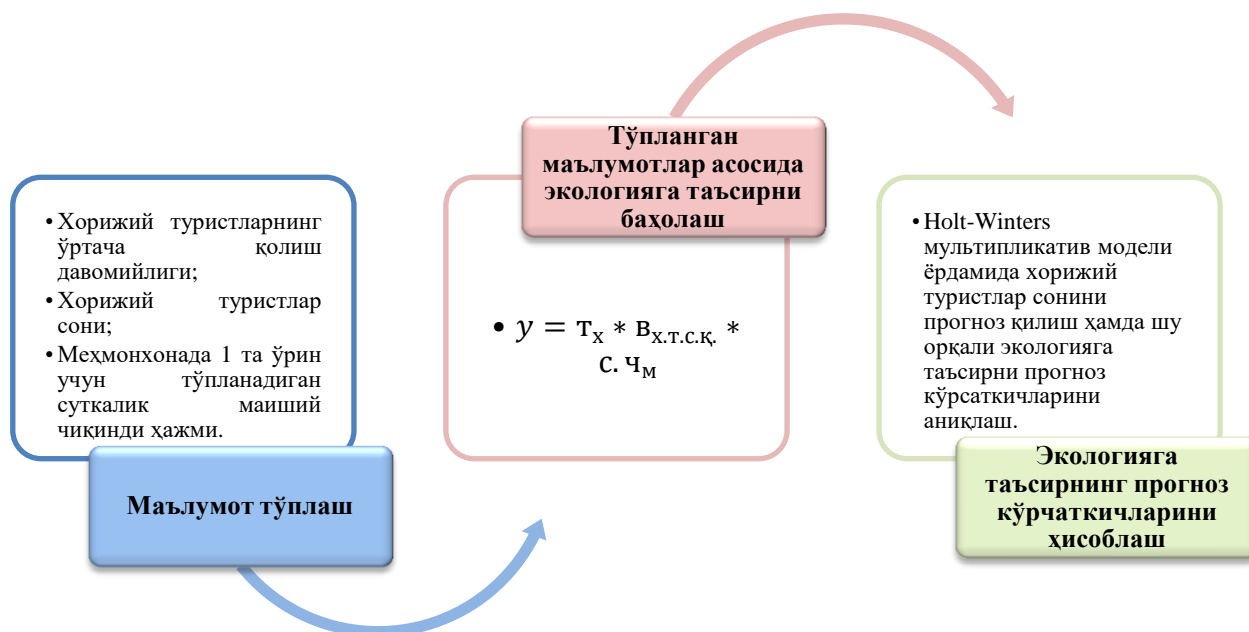 • Хорижий туристларнинг
ўртача қолиш
давомийлиги;
• Хорижий туристлар
сони;
• Меҳмонхонада 1 та ўрин
учун тўпланадиган
суткалик маиший
чиқинди ҳажми.
Маълумот тўплаш
Тўпланган
маълумотлар асосида
экологияга таъсирни
баҳолаш
• y = т_х * в_х.т.с.қ. *
с. ч_м
• Holt-Winters
мультипликатив модели
ёрдамида хорижий
туристлар сонини
прогноз қилиш ҳамда шу
орқали экологияга
таъсирни прогноз
кўрсаткичларини
аниқлаш.
Экологияга
таъсирнинг прогноз
кўрчаткичларини
ҳисоблаш